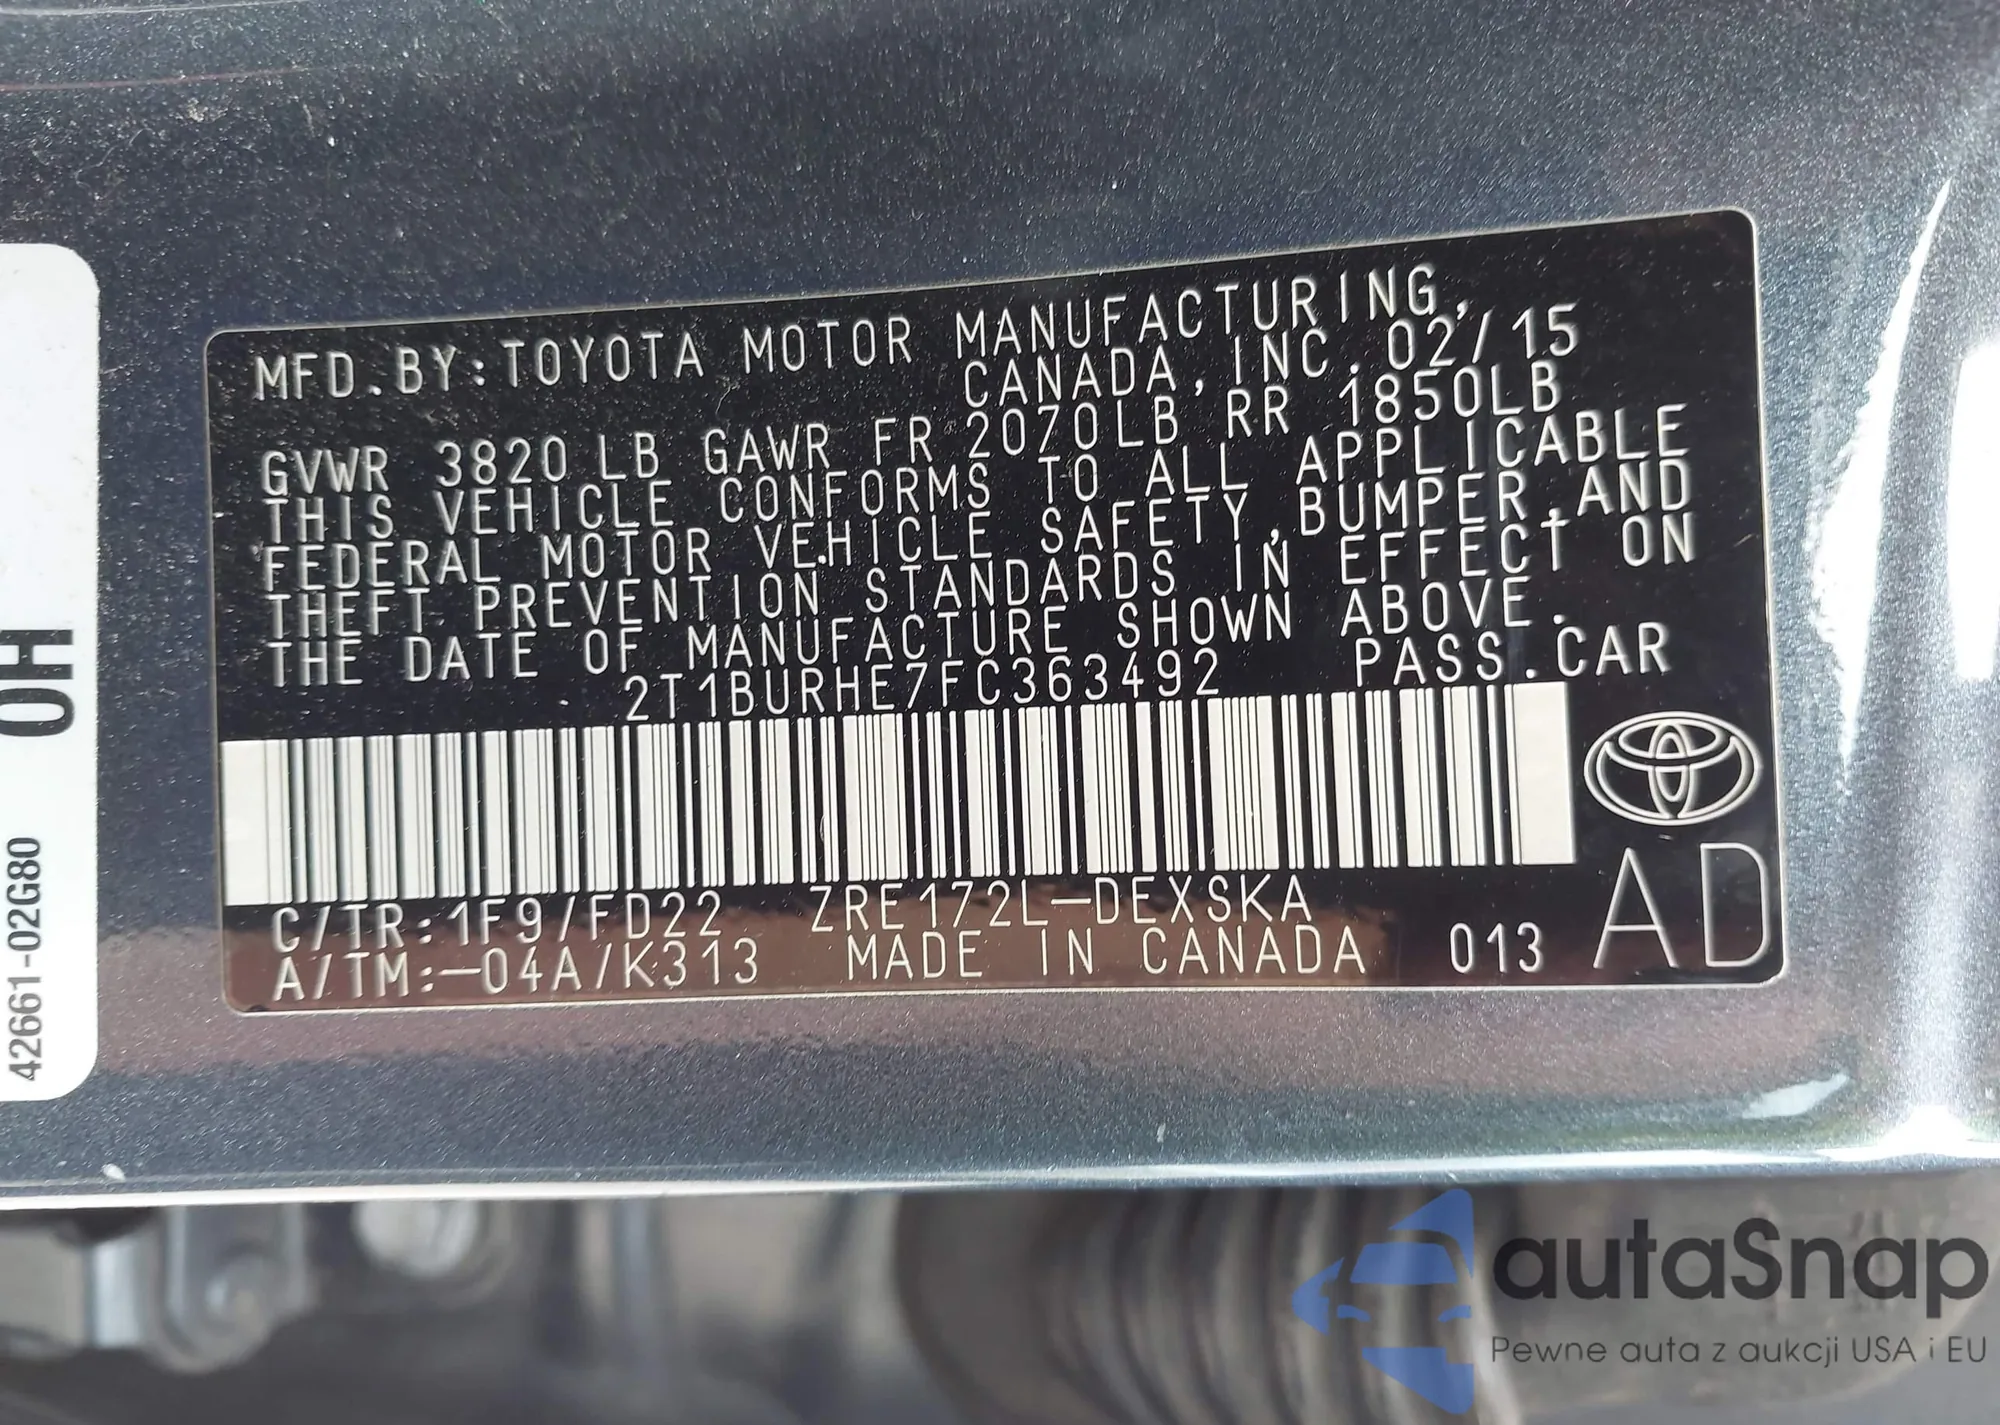 MFD.BY:TOYOTA MOTOR MANUFACTURING,
CANADA, INC. 02/15
GVWR 3820 LB GAWR FR 2070LB RR 1850LB
THIS VEHICLE CONFORMS TO ALL APPLICABLE
FEDERAL MOTOR VEHICLE SAFETY,BUMPER,AND
THEFT PREVENTION STANDARDS IN EFFECT ON
THE DATE OF MANUFACTURE SHOWN ABOVE.
2T1BURHE7FC363492 PASS.CAR
C/TR:1F9/FD22 ZRE172L-DEXSKA
A/TM:-04A/K313 MADE IN CANADA 013
AD
0H
42661-02G80
autaSnap
Pewne auta z aukcji USA i EU